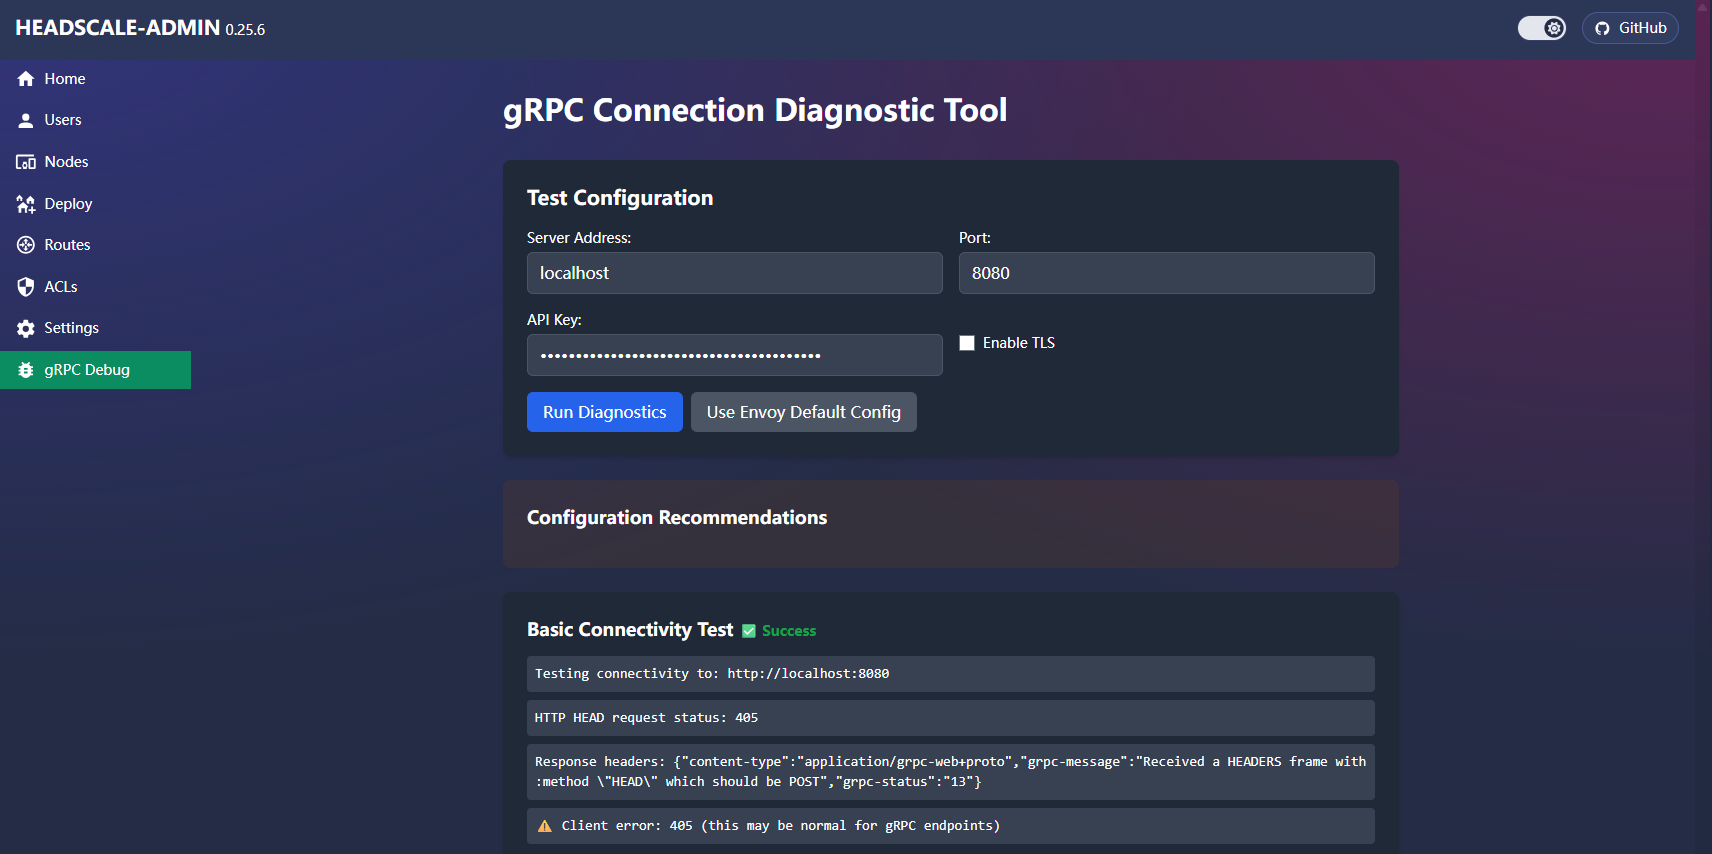 HEADSCALE-ADMIN 0.25.6
GitHub
Home
Users
Nodes
Deploy
Routes
ACLs
Settings
gRPC Debug
gRPC Connection Diagnostic Tool
Test Configuration
Server Address:
Port:
localhost
8080
API Key:
••••••••••••••••••••••••••••••••••••••••
Enable TLS
Run Diagnostics
Use Envoy Default Config
Configuration Recommendations
Basic Connectivity Test ✅ Success
Testing connectivity to: http://localhost:8080
HTTP HEAD request status: 405
Response headers: {"content-type":"application/grpc-web+proto","grpc-message":"Received a HEADERS frame with
:method \"HEAD\" which should be POST","grpc-status":"13"}
⚠️ Client error: 405 (this may be normal for gRPC endpoints)